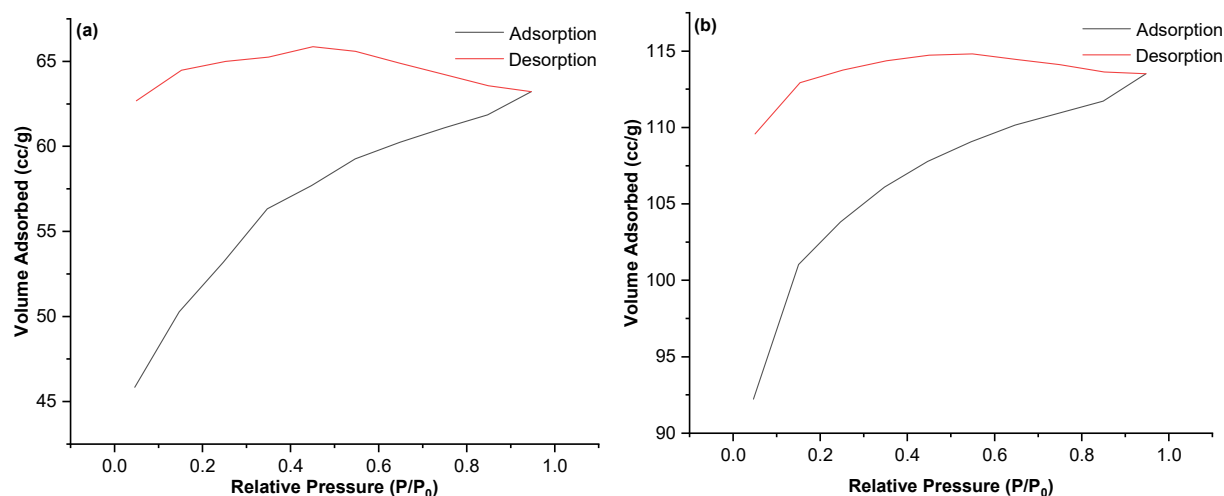 (a)
Adsorption
Desorption
Volume Adsorbed (cc/g)
65
60
55
50
45
0.0 0.2 0.4 0.6 0.8 1.0
Relative Pressure (P/P₀)
(b)
Adsorption
Desorption
Volume Adsorbed (cc/g)
115
110
105
100
95
90
0.0 0.2 0.4 0.6 0.8 1.0
Relative Pressure (P/P₀)